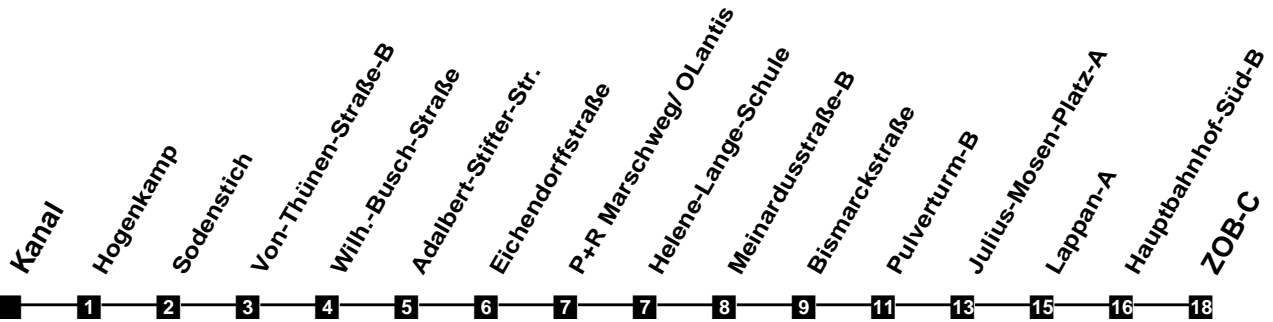 Kanal
Hogenkamp
Sodenstich
Von-Thünen-Straße-B
Wilh.-Busch-Straße
Adalbert-Stifter-Str.
Eichendorffstraße
P+R Marschweg/ OLantis
Helene-Lange-Schule
Meinardusstraße-B
Bismarckstraße
Pulverturm-B
Julius-Mosen-Platz-A
Lappan-A
Hauptbahnhof-Süd-B
ZOB-C
1 2 3 4 5 6 7 7 8 9 11 13 15 16 18